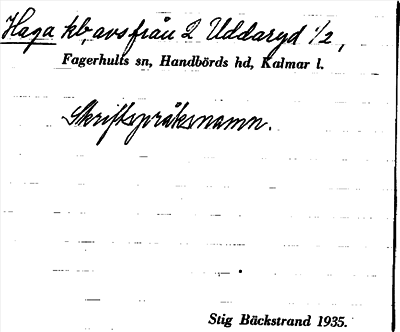 Haga kb, avs från 2 Uddaryd 1/2,
Fagerhults sn, Handbörds hd, Kalmar l.
Skriftspråksnamn.
Stig Bäckstrand 1935.